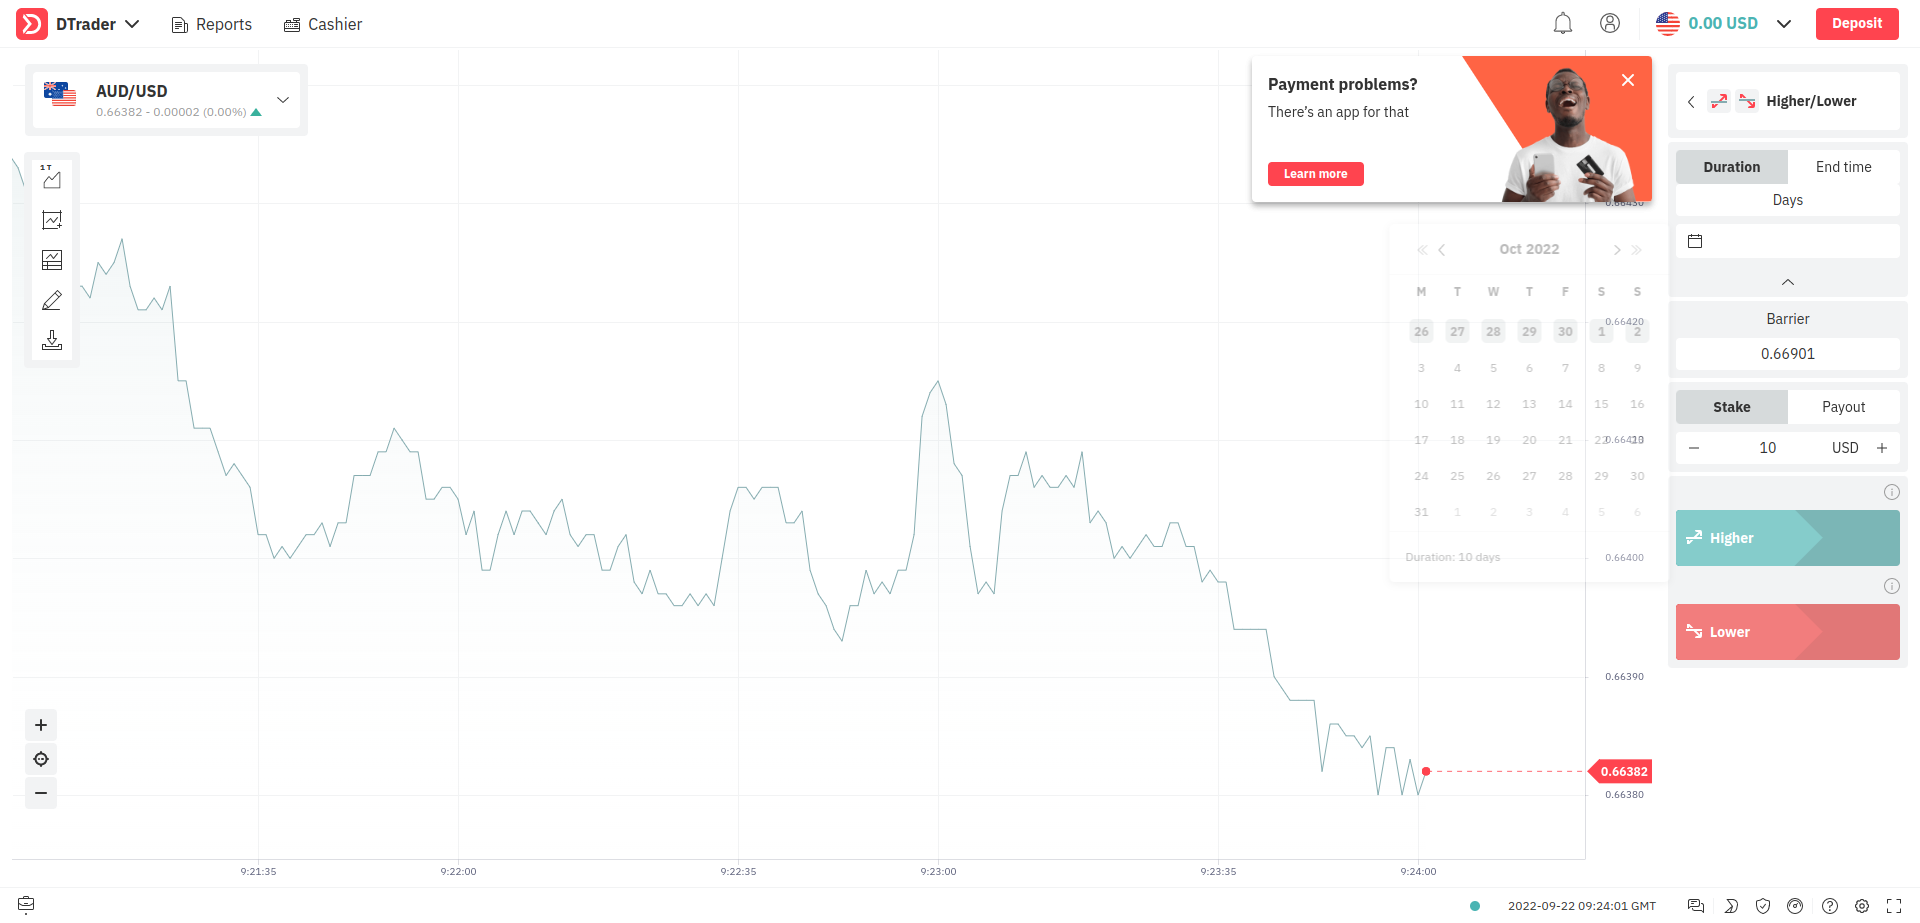 DTrader
Reports
Cashier
0.00 USD
Deposit
AUD/USD
0.66382 - 0.00002 (0.00%)
1T
Payment problems?
There's an app for that
Learn more
Higher/Lower
Duration
End time
Days
Barrier
0.66901
Stake
Payout
10
USD
Higher
Lower
Oct 2022
M T W T F S S
26 27 28 29 30 1 2
3 4 5 6 7 8 9
10 11 12 13 14 15 16
17 18 19 20 21 22
24 25 26 27 28 29 30
31 1 2 3 4 5 6
Duration: 10 days
0.66430
0.66420
0.66400
0.66390
0.66382
0.66380
9:21:35
9:22:00
9:22:35
9:23:00
9:23:35
9:24:00
2022-09-22 09:24:01 GMT